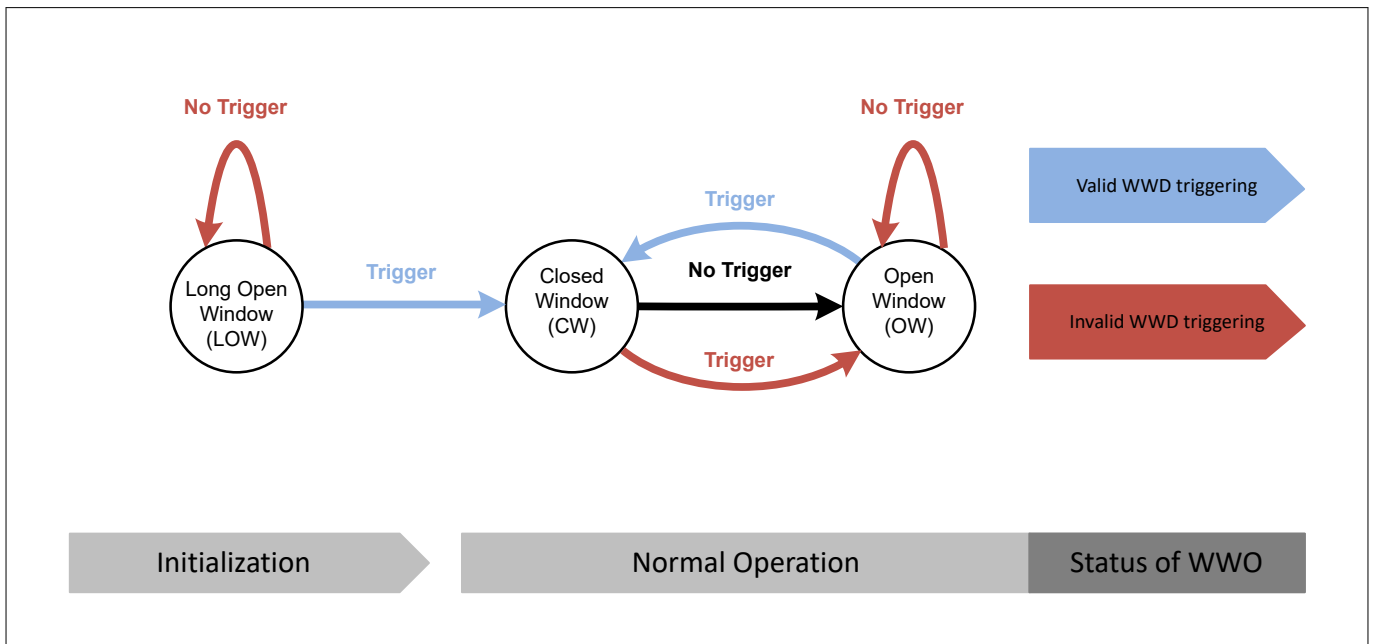 No Trigger
No Trigger
Valid WWD triggering
Trigger
Trigger
No Trigger
Long Open
Window
(LOW)
Closed
Window
(CW)
Open
Window
(OW)
Invalid WWD triggering
Trigger
Initialization
Normal Operation
Status of WWO